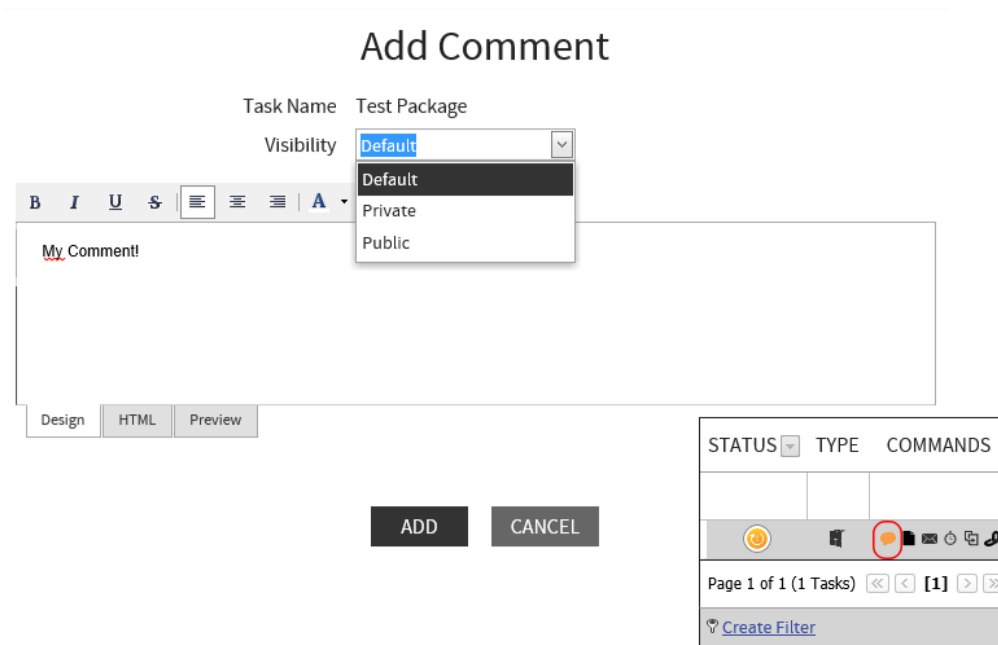 Add Comment
Task Name Test Package
Visibility Default
Default
Private
Public
B I U S A
My Comment!
Design HTML Preview
ADD CANCEL
STATUS TYPE COMMANDS
Page 1 of 1 (1 Tasks) [1]
Create Filter